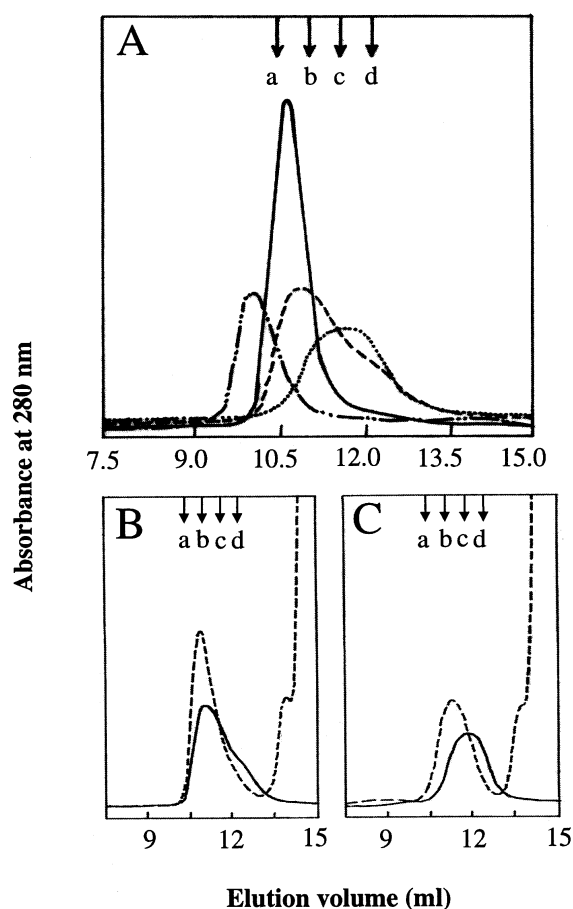 A
a b c d
7.5 9.0 10.5 12.0 13.5 15.0
Absorbance at 280 nm
B
a b c d
9 12 15
C
a b c d
9 12 15
Elution volume (ml)